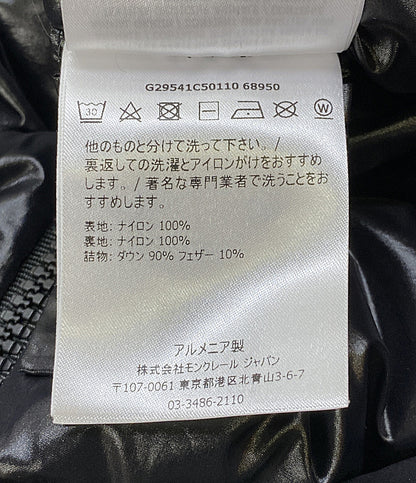 G29541C50110 68950
30
W
他のものと分けて洗って下さい。/
裏返しての洗濯とアイロンがけをおすすめ
します。/ 著名な専門業者で洗うことをお
すすめします。
表地: ナイロン 100%
裏地: ナイロン 100%
詰物: ダウン 90% フェザー 10%
アルメニア製
株式会社モンクレール ジャパン
〒107-0061 東京都港区北青山3-6-7
03-3486-2110